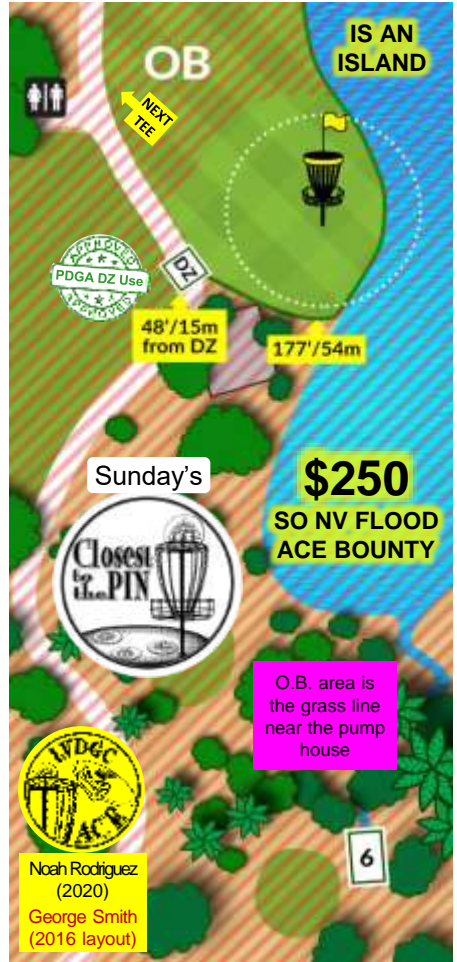 IS AN
ISLAND
OB
NEXT
TEE
APPROVED
PDGA DZ Use
APPROVED
DZ
48'/15m
from DZ
177'/54m
Sunday's
Closest
to
the PIN
$250
SO NV FLOOD
ACE BOUNTY
O.B. area is
the grass line
near the pump
house
LVDGC
ACE
6
Noah Rodriguez
(2020)
George Smith
(2016 layout)